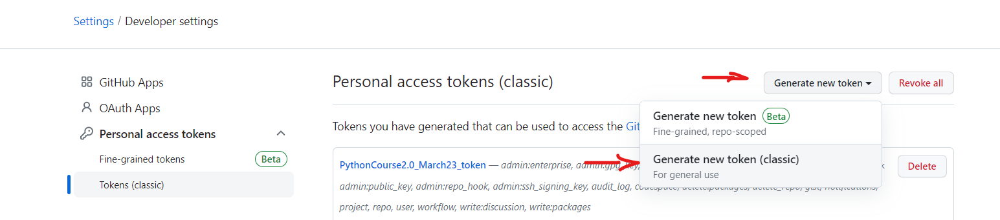 Settings / Developer settings
GitHub Apps
OAuth Apps
Personal access tokens
Fine-grained tokens Beta
Tokens (classic)
Personal access tokens (classic)
Generate new token Revoke all
Generate new token Beta
Fine-grained, repo-scoped
Generate new token (classic)
For general use
Tokens you have generated that can be used to access the
PythonCourse2.0_March23_token — admin:enterprise, admin:gpg_key, Delete
admin:public_key, admin:repo_hook, admin:ssh_signing_key, audit_log, codespace, delete:packages, delete_repo, gist, notifications,
project, repo, user, workflow, write:discussion, write:packages